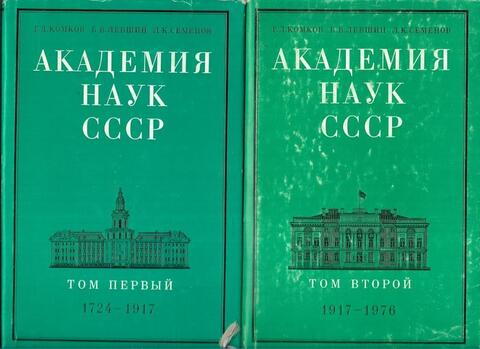 Г.Д.КОМКОВ Б.В.ЛЕВШИН Л.К.СЕМЕНОВ
АКАДЕМИЯ
НАУК
СССР
ТОМ ПЕРВЫЙ
1724–1917
Г.Д.КОМКОВ Б.В.ЛЕВШИН Л.К.СЕМЕНОВ
АКАДЕМИЯ
НАУК
СССР
ТОМ ВТОРОЙ
1917–1976